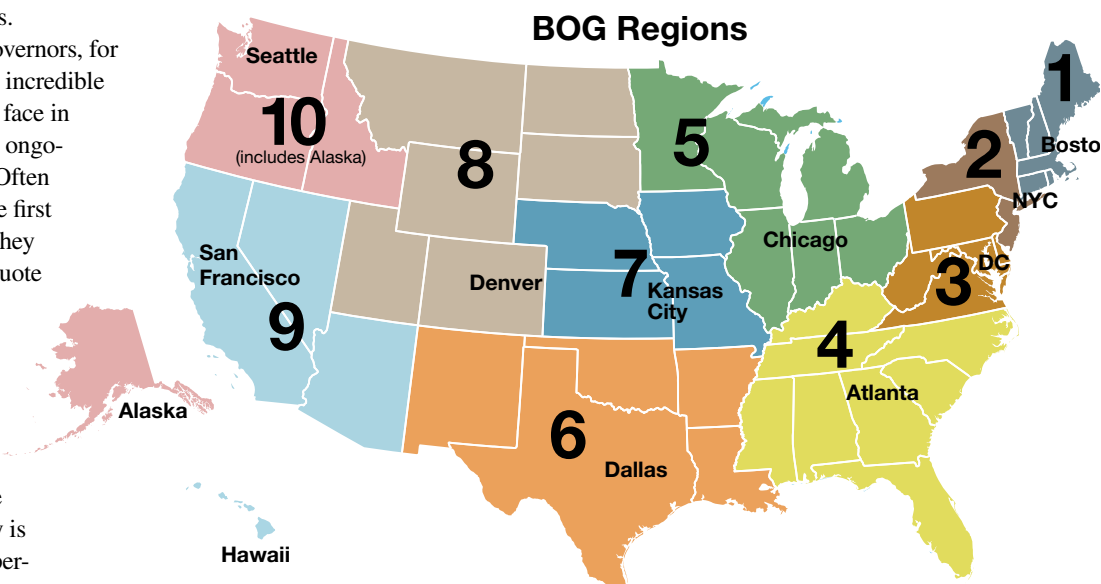 s.
overnors, for
incredible
face in
ongo-
Often
e first
hey
uote
e
y is
per-
BOG Regions
Seattle
10
(includes Alaska)
8
5
1
2
Bosto
NYC
San
Francisco
9
Denver
7
Kansas
City
Chicago
DC
3
4
Atlanta
6
Dallas
Alaska
Hawaii